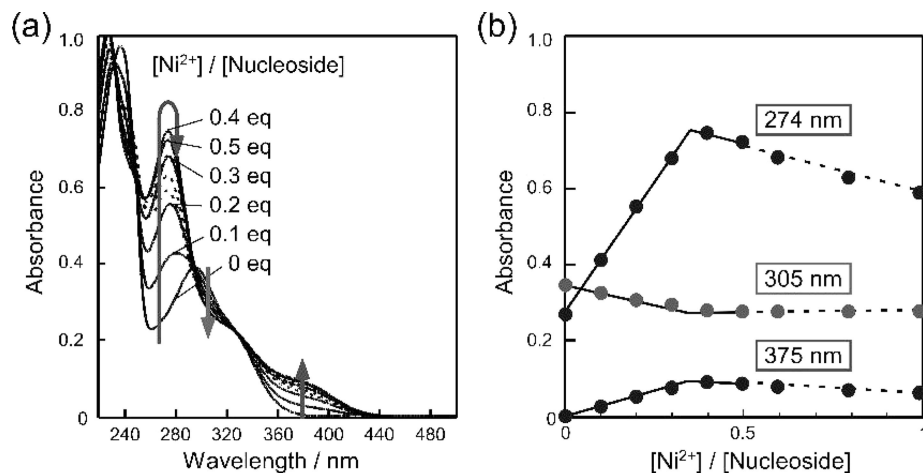 (a)
1.0
0.8
0.6
0.4
0.2
0
Absorbance
[Ni²⁺] / [Nucleoside]
0.4 eq
0.5 eq
0.3 eq
0.2 eq
0.1 eq
0 eq
240 280 320 360 400 440 480
Wavelength / nm
(b)
1.0
0.8
0.6
0.4
0.2
0
Absorbance
274 nm
305 nm
375 nm
0 0.5 1
[Ni²⁺] / [Nucleoside]